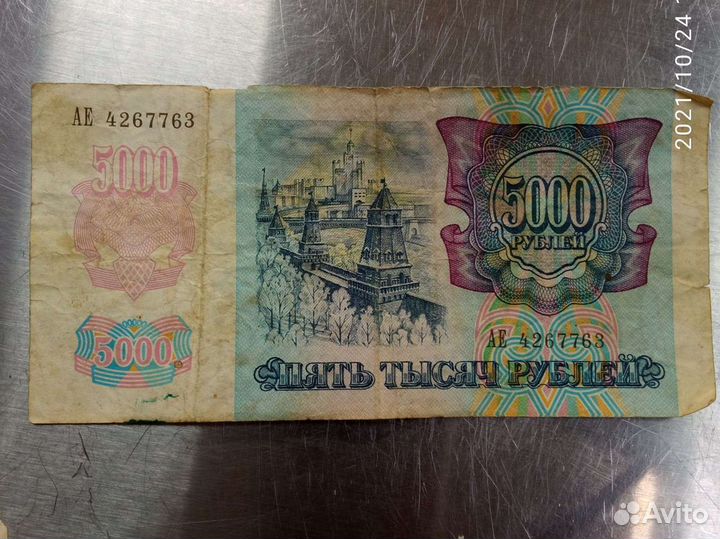 АЕ 4267763
5000
5000
5000
РУБЛЕЙ
АЕ 4267763
ПЯТЬ ТЫСЯЧ РУБЛЕЙ
2021/10/24
Avito